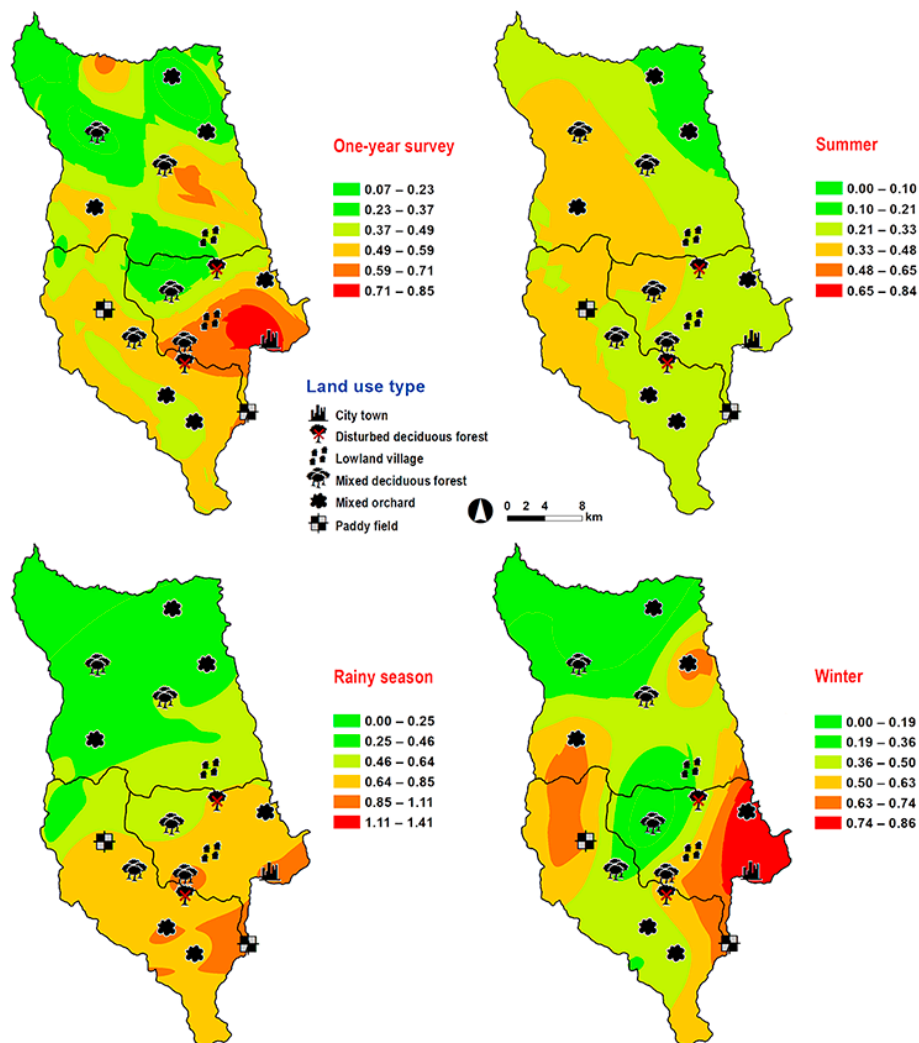 One-year survey
0.07 – 0.23
0.23 – 0.37
0.37 – 0.49
0.49 – 0.59
0.59 – 0.71
0.71 – 0.85
Summer
0.00 – 0.10
0.10 – 0.21
0.21 – 0.33
0.33 – 0.48
0.48 – 0.65
0.65 – 0.84
Land use type
City town
Disturbed deciduous forest
Lowland village
Mixed deciduous forest
Mixed orchard
Paddy field
0 2 4 8
km
Rainy season
0.00 – 0.25
0.25 – 0.46
0.46 – 0.64
0.64 – 0.85
0.85 – 1.11
1.11 – 1.41
Winter
0.00 – 0.19
0.19 – 0.36
0.36 – 0.50
0.50 – 0.63
0.63 – 0.74
0.74 – 0.86